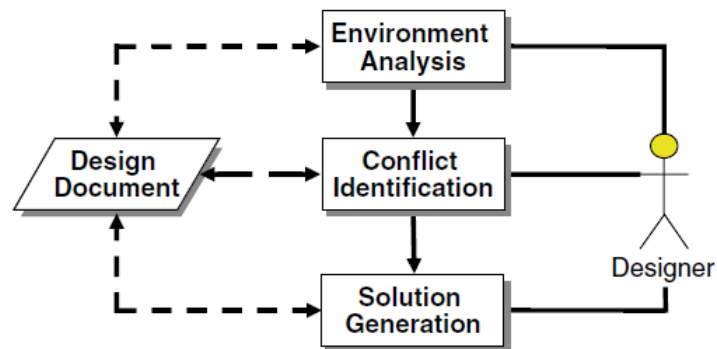 Environment
Analysis
Design
Document
Conflict
Identification
Designer
Solution
Generation